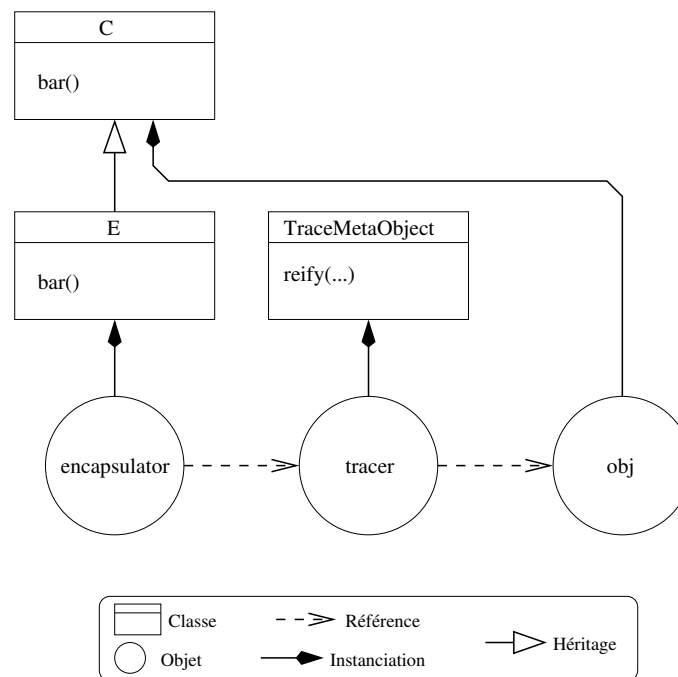 C
bar()
E
TraceMetaObject
bar()
reify(...)
encapsulator
tracer
obj
Classe
Référence
Héritage
Objet
Instanciation